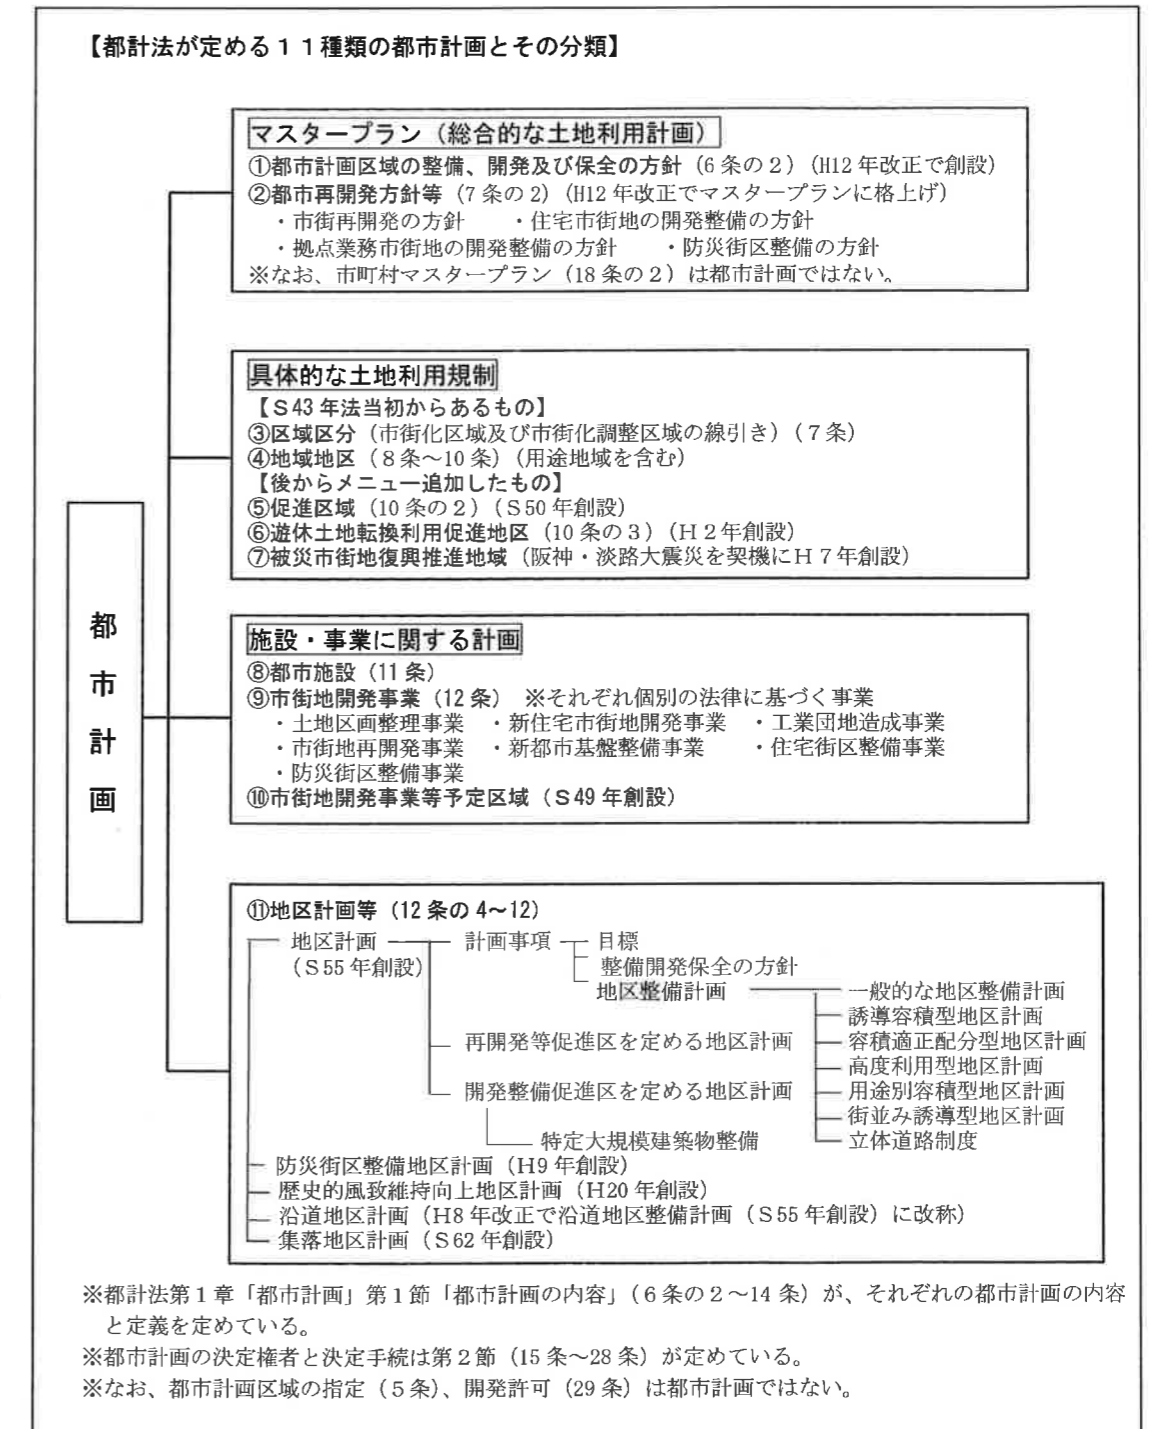 【都計法が定める１１種類の都市計画とその分類】
マスタープラン（総合的な土地利用計画）
①都市計画区域の整備、開発及び保全の方針（6条の２）（H12年改正で創設）
②都市再開発方針等（7条の2）（H12年改正でマスタープランに格上げ）
・市街再開発の方針　・住宅市街地の開発整備の方針
・拠点業務市街地の開発整備の方針　・防災街区整備の方針
※なお、市町村マスタープラン（18条の２）は都市計画ではない。
具体的な土地利用規制
【Ｓ43年法当初からあるもの】
③区域区分（市街化区域及び市街化調整区域の線引き）（７条）
④地域地区（８条～10条）（用途地域を含む）
【後からメニュー追加したもの】
⑤促進区域（10条の２）（Ｓ50年創設）
⑥遊休土地転換利用促進地区（10条の３）（Ｈ２年創設）
⑦被災市街地復興推進地域（阪神・淡路大震災を契機にＨ７年創設）
都市計画
施設・事業に関する計画
⑧都市施設（11条）
⑨市街地開発事業（12条）　※それぞれ個別の法律に基づく事業
・土地区画整理事業　・新住宅市街地開発事業　・工業団地造成事業
・市街地再開発事業　・新都市基盤整備事業　・住宅街区整備事業
・防災街区整備事業
⑩市街地開発事業等予定区域（Ｓ49年創設）
⑪地区計画等（12条の4～12）
地区計画　計画事項　目標
（Ｓ55年創設）　整備開発保全の方針
地区整備計画　一般的な地区整備計画
誘導容積型地区計画
再開発等促進区を定める地区計画　容積適正配分型地区計画
高度利用型地区計画
開発整備促進区を定める地区計画　用途別容積型地区計画
街並み誘導型地区計画
特定大規模建築物整備　立体道路制度
防災街区整備地区計画（Ｈ9年創設）
歴史的風致維持向上地区計画（Ｈ20年創設）
沿道地区計画（Ｈ8年改正で沿道地区整備計画（Ｓ55年創設）に改称）
集落地区計画（Ｓ62年創設）
※都計法第１章「都市計画」第１節「都市計画の内容」（６条の２～14条）が、それぞれの都市計画の内容
と定義を定めている。
※都市計画の決定権者と決定手続は第２節（15条～28条）が定めている。
※なお、都市計画区域の指定（５条）、開発許可（29条）は都市計画ではない。